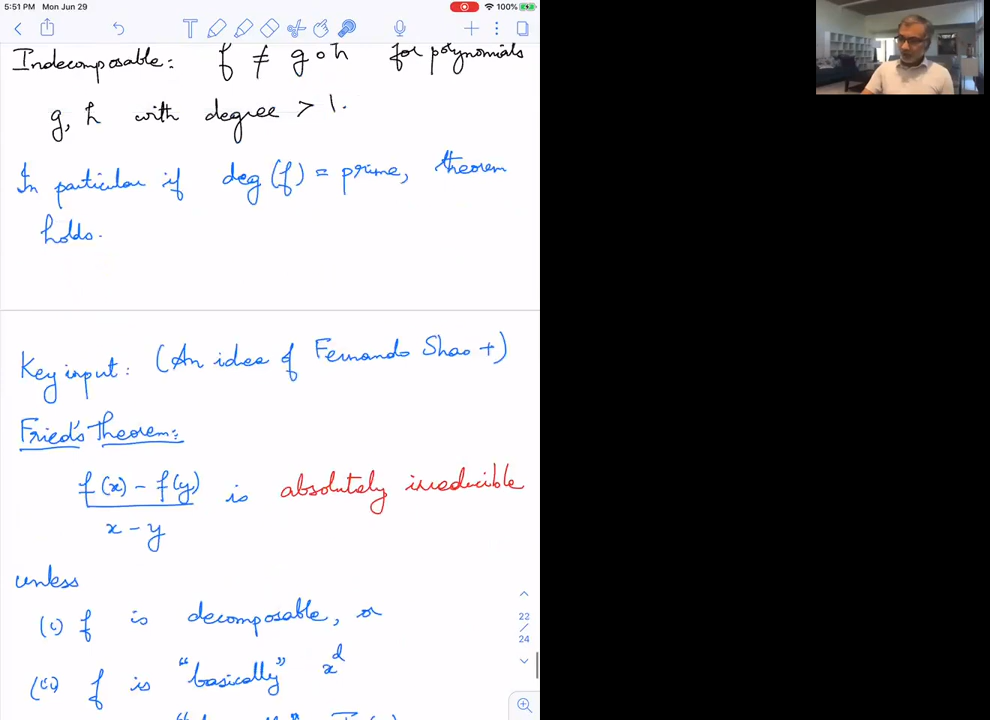 5:51 PM Mon Jun 29
100%
Indecomposable: f ≠ g∘h for polynomials
g, h with degree > 1.
In particular if deg(f) = prime, theorem
holds.
Key input: (An idea of Fernando Shao +)
Fried's Theorem:
f(x) - f(y)
x - y
is absolutely irreducible
unless
(i) f is decomposable, or
(ii) f is "basically" x^d
22
/
24